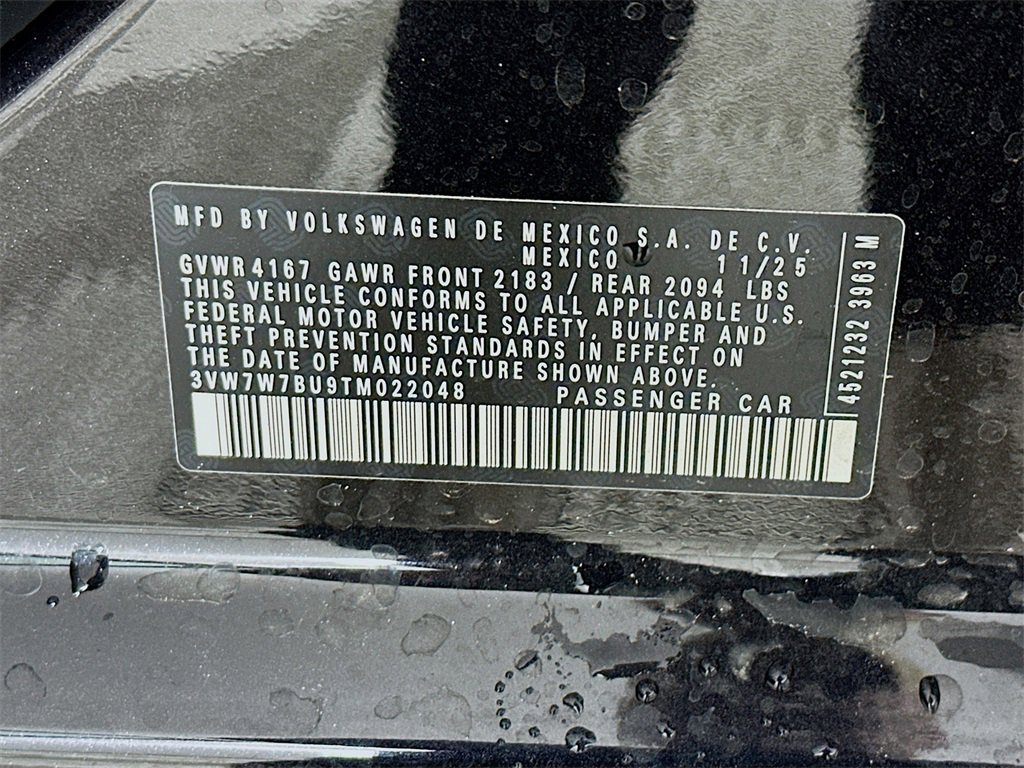 MFD BY VOLKSWAGEN DE MEXICO S.A. DE C.V.
MEXICO 11/25
GVWR 4167 GAWR FRONT 2183 / REAR 2094 LBS
THIS VEHICLE CONFORMS TO ALL APPLICABLE U.S.
FEDERAL MOTOR VEHICLE SAFETY, BUMPER AND
THEFT PREVENTION STANDARDS IN EFFECT ON
THE DATE OF MANUFACTURE SHOWN ABOVE.
3VW7W7BU9TM022048 PASSENGER CAR
4521232 3963 M